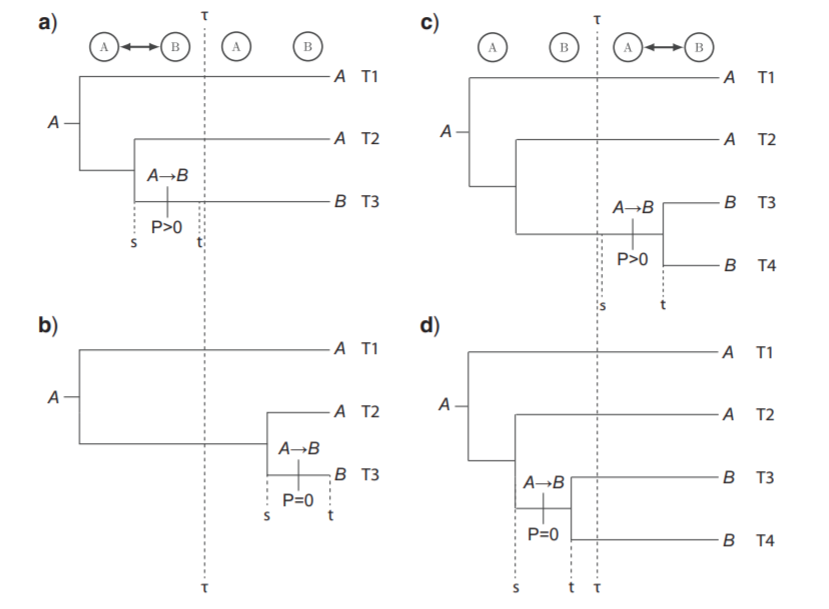 a)
τ
A B A B
A T1
A
A T2
A→B
B T3
P>0
s t
b)
A T1
A
A T2
A→B
B T3
P=0
s t
τ
c)
τ
A B A B
A T1
A
A T2
A→B
B T3
P>0
B T4
s t
d)
A T1
A
A T2
A→B
B T3
P=0
B T4
s t τ